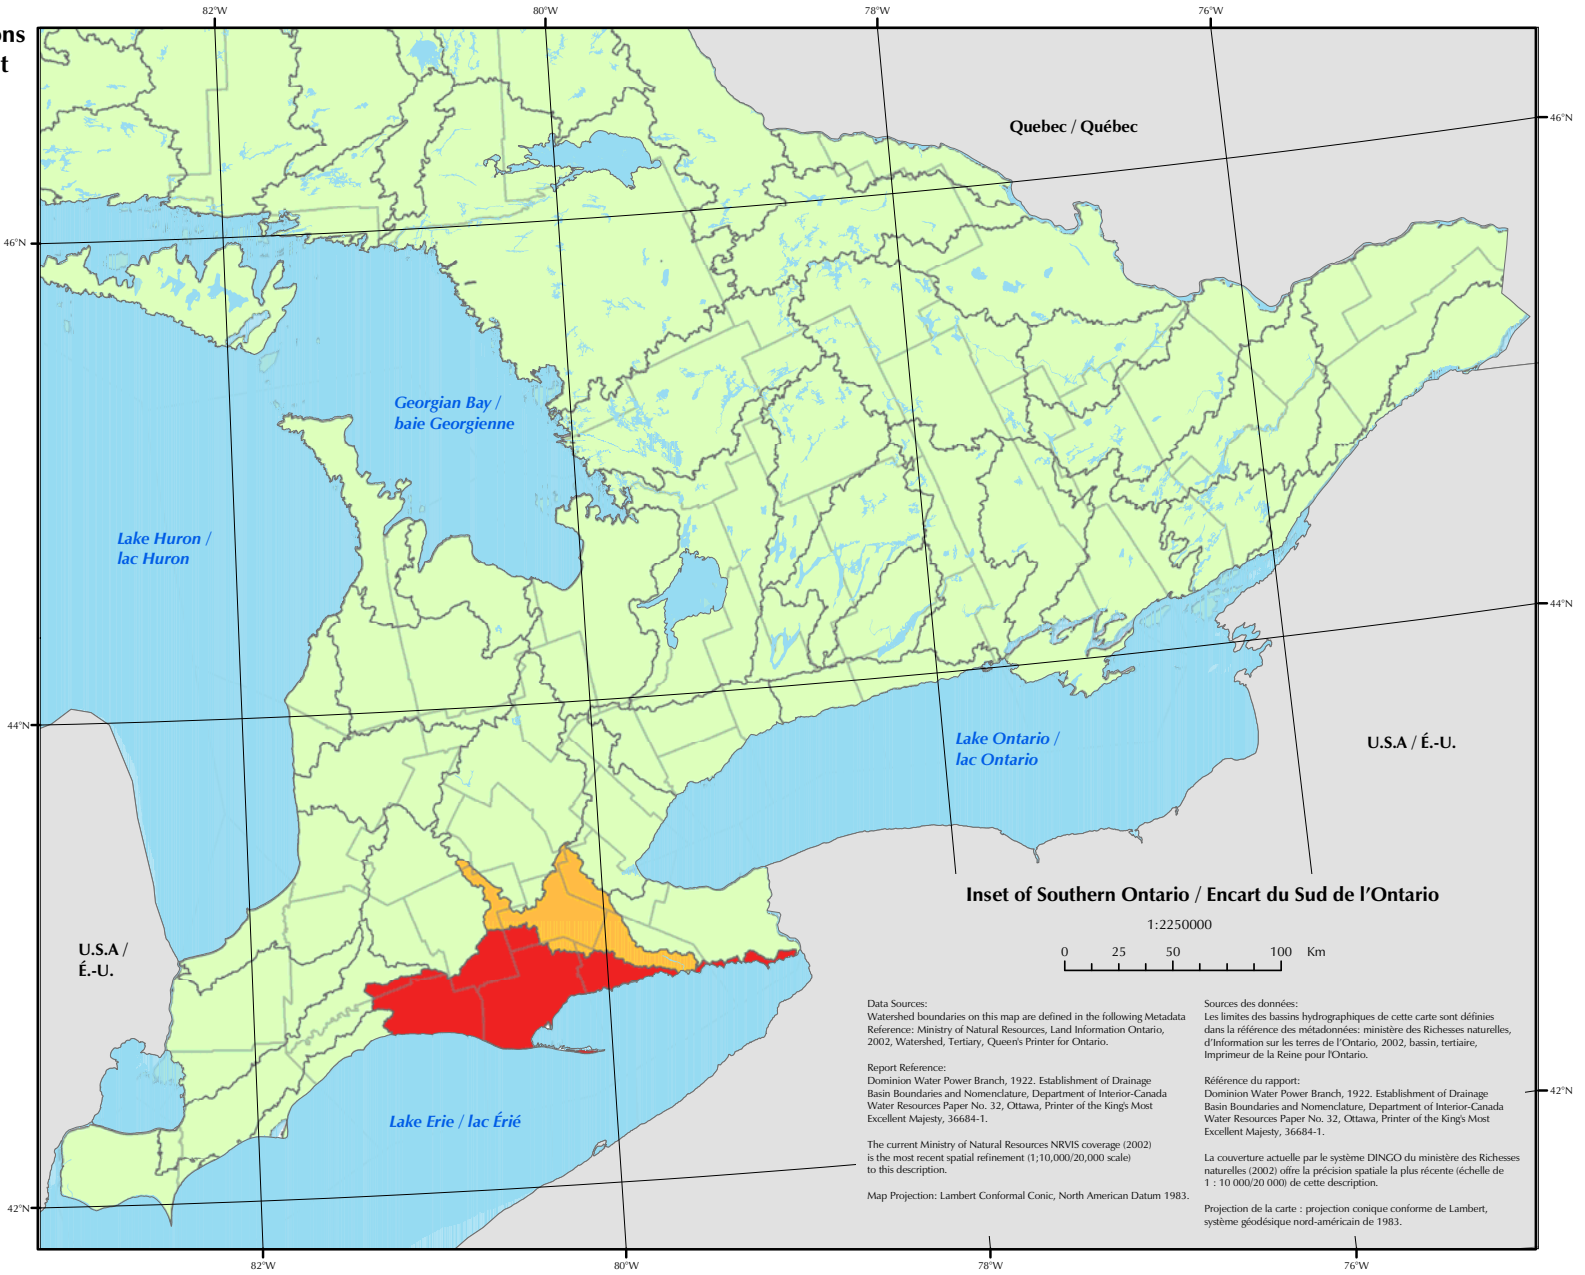 82°W
80°W
78°W
76°W
ns
t
Quebec / Québec
46°N
46°N
Georgian Bay /
baie Georgienne
Lake Huron /
lac Huron
44°N
44°N
Lake Ontario /
lac Ontario
U.S.A / É.-U.
Inset of Southern Ontario / Encart du Sud de l'Ontario
1:2250000
0 25 50 100 Km
U.S.A /
É.-U.
Data Sources:
Watershed boundaries on this map are defined in the following Metadata
Reference: Ministry of Natural Resources, Land Information Ontario,
2002, Watershed, Tertiary, Queen's Printer for Ontario.
Report Reference:
Dominion Water Power Branch, 1922. Establishment of Drainage
Basin Boundaries and Nomenclature, Department of Interior-Canada
Water Resources Paper No. 32, Ottawa, Printer of the King's Most
Excellent Majesty, 36684-1.
The current Ministry of Natural Resources NRVIS coverage (2002)
is the most recent spatial refinement (1;10,000/20,000 scale)
to this description.
Map Projection: Lambert Conformal Conic, North American Datum 1983.
Sources des données:
Les limites des bassins hydrographiques de cette carte sont définies
dans la référence des métadonnées: ministère des Richesses naturelles,
d'Information sur les terres de l'Ontario, 2002, bassin, tertiaire,
Imprimeur de la Reine pour l'Ontario.
Référence du rapport:
Dominion Water Power Branch, 1922. Establishment of Drainage
Basin Boundaries and Nomenclature, Department of Interior-Canada
Water Resources Paper No. 32, Ottawa, Printer of the King's Most
Excellent Majesty, 36684-1.
La couverture actuelle par le système DINGO du ministère des Richesses
naturelles (2002) offre la précision spatiale la plus récente (échelle de
1 : 10 000/20 000) de cette description.
Projection de la carte : projection conique conforme de Lambert,
système géodésique nord-américain de 1983.
Lake Erie / lac Érié
42°N
42°N
82°W
80°W
78°W
76°W